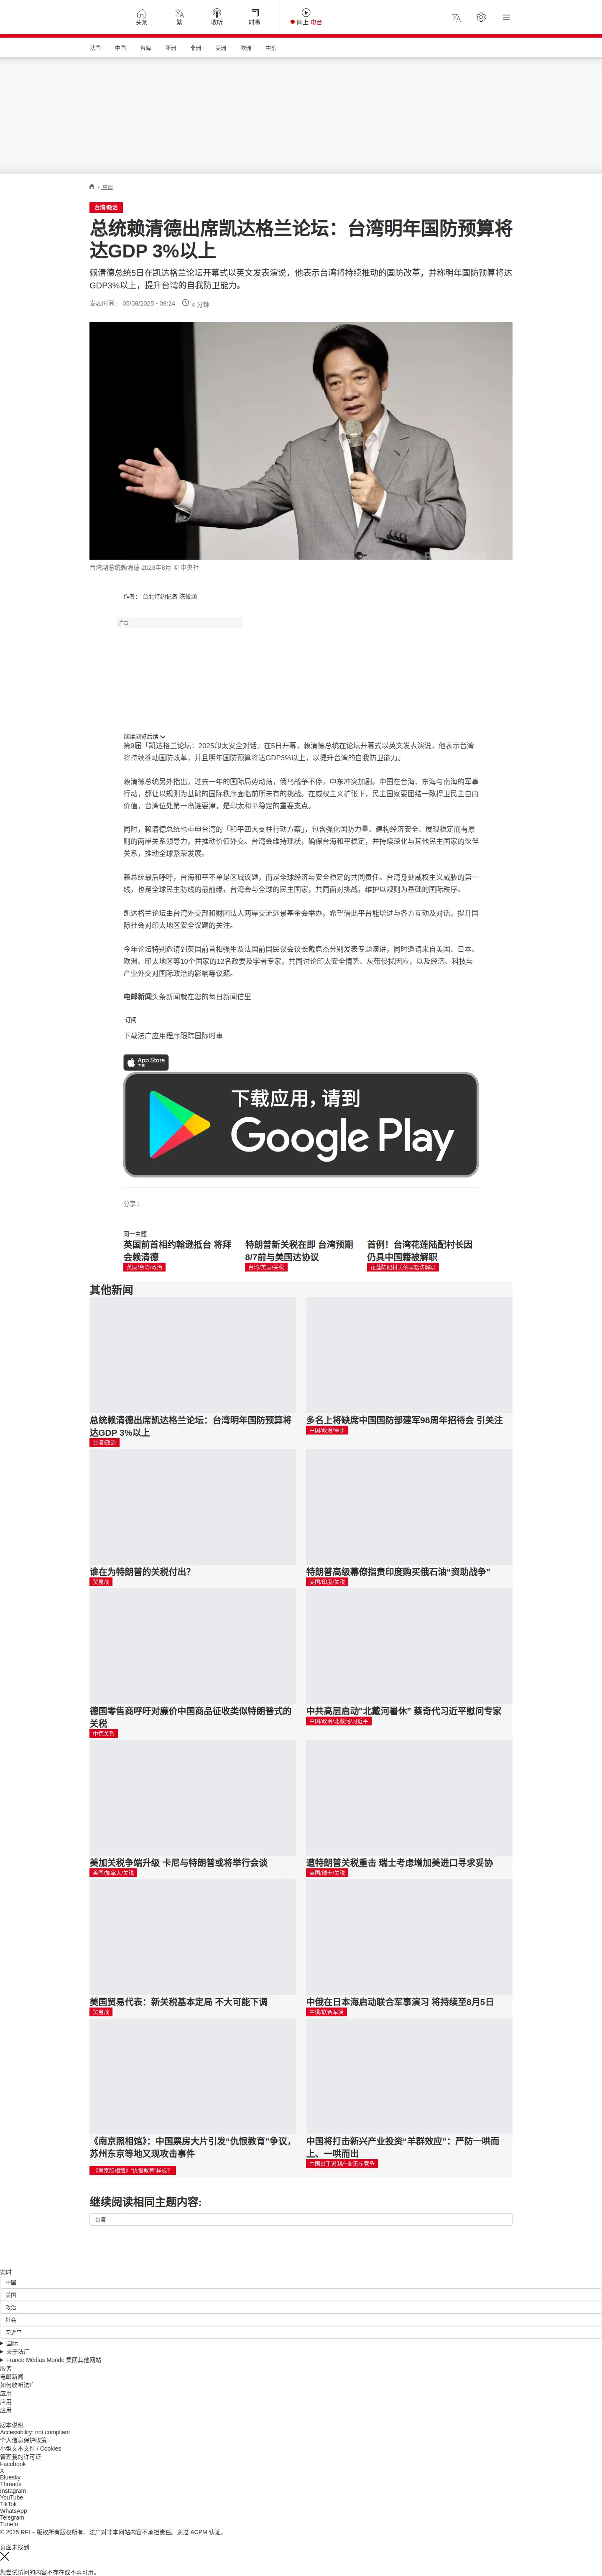 头条
繁
收听
时事
网上 电台
法国 中国 台海 亚洲 非洲 美洲 欧洲 中东
/ 中国
台湾/政治
总统赖清德出席凯达格兰论坛：台湾明年国防预算将
达GDP 3%以上
赖清德总统5日在凯达格兰论坛开幕式以英文发表演说，他表示台湾将持续推动的国防改革，并称明年国防预算将达
GDP3%以上，提升台湾的自我防卫能力。
发表时间： 05/08/2025 - 09:24 4 分钟
台湾副总统赖清德 2023年8月 © 中央社
作者： 台北特约记者 陈筱涵
广告
继续浏览后续
第9届「凯达格兰论坛：2025印太安全对话」在5日开幕，赖清德总统在论坛开幕式以英文发表演说，他表示台湾
将持续推动国防改革，并且明年国防预算将达GDP3%以上，以提升台湾的自我防卫能力。
赖清德总统另外指出，过去一年的国际局势动荡，俄乌战争不停，中东冲突加剧。中国在台海、东海与南海的军事
行动，都让以规则为基础的国际秩序面临前所未有的挑战。在威权主义扩张下，民主国家要团结一致捍卫民主自由
价值，台湾位处第一岛链要津，是印太和平稳定的重要支点。
同时，赖清德总统也重申台湾的「和平四大支柱行动方案」，包含强化国防力量、建构经济安全、展现稳定而有原
则的两岸关系领导力，并推动价值外交。台湾会维持现状，确保台海和平稳定，并持续深化与其他民主国家的伙伴
关系，推动全球繁荣发展。
赖总统最后呼吁，台海和平不单是区域议题，而是全球经济与安全稳定的共同责任。台湾身处威权主义威胁的第一
线，也是全球民主防线的最前缘，台湾会与全球的民主国家，共同面对挑战，维护以规则为基础的国际秩序。
凯达格兰论坛由台湾外交部和财团法人两岸交流远景基金会举办，希望借此平台能增进与各方互动及对话，提升国
际社会对印太地区安全议题的关注。
今年论坛特别邀请到英国前首相强生及法国前国民议会议长戴扈杰分别发表专题演讲，同时邀请来自美国、日本、
欧洲、印太地区等10个国家的12名政要及学者专家，共同讨论印太安全情势、灰带侵扰因应，以及经济、科技与
产业外交对国际政治的影响等议题。
电邮新闻头条新闻就在您的每日新闻信里
订阅
下载法广应用程序跟踪国际时事
App Store
下载
下载应用，请到
Google Play
分享 :
同一主题
英国前首相约翰逊抵台 将拜
会赖清德
英国/台湾/政治
特朗普新关税在即 台湾预期
8/7前与美国达协议
台湾/美国/关税
首例！台湾花莲陆配村长因
仍具中国籍被解职
花莲陆配村长依国籍法解职
其他新闻
总统赖清德出席凯达格兰论坛：台湾明年国防预算将
达GDP 3%以上
台湾/政治
多名上将缺席中国国防部建军98周年招待会 引关注
中国/政治/军事
谁在为特朗普的关税付出?
贸易战
特朗普高级幕僚指责印度购买俄石油“资助战争”
美国/印度/关税
德国零售商呼吁对廉价中国商品征收类似特朗普式的
关税
中德关系
中共高层启动"北戴河暑休" 蔡奇代习近平慰问专家
中国/政治/北戴河/习近平
美加关税争端升级 卡尼与特朗普或将举行会谈
美国/加拿大/关税
遭特朗普关税重击 瑞士考虑增加美进口寻求妥协
美国/瑞士/关税
美国贸易代表：新关税基本定局 不大可能下调
贸易战
中俄在日本海启动联合军事演习 将持续至8月5日
中俄/联合军演
《南京照相馆》：中国票房大片引发“仇恨教育”争议，
苏州东京等地又现攻击事件
《南京照相馆》“仇恨教育”样板?
中国将打击新兴产业投资“羊群效应”：严防一哄而
上、一哄而出
中国出手遏制产业无序竞争
继续阅读相同主题内容:
台湾
实时
中国
美国
政治
社会
习近平
国际
关于法广
France Médias Monde 集团其他网站
服务
电邮新闻
如何收听法广
应用
应用
应用
版本说明
Accessibility: not compliant
个人信息保护政策
小型文本文件 / Cookies
管理我的许可证
Facebook
X
Bluesky
Threads
Instagram
YouTube
TikTok
WhatsApp
Telegram
TuneIn
© 2025 RFI – 版权所有版权所有。法广对非本网站内容不承担责任。通过 ACPM 认证。
页面未找到
您尝试访问的内容不存在或不再可用。